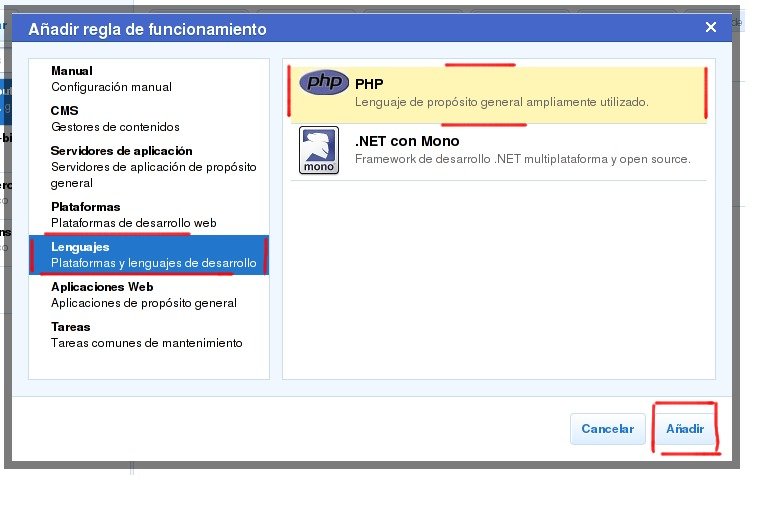 Añadir regla de funcionamiento
Manual
Configuración manual
CMS
Gestores de contenidos
Servidores de aplicación
Servidores de aplicación de propósito
general
Plataformas
Plataformas de desarrollo web
Lenguajes
Plataformas y lenguajes de desarrollo
Aplicaciones Web
Aplicaciones de propósito general
Tareas
Tareas comunes de mantenimiento
php
PHP
Lenguaje de propósito general ampliamente utilizado.
mono
.NET con Mono
Framework de desarrollo .NET multiplataforma y open source.
Cancelar
Añadir